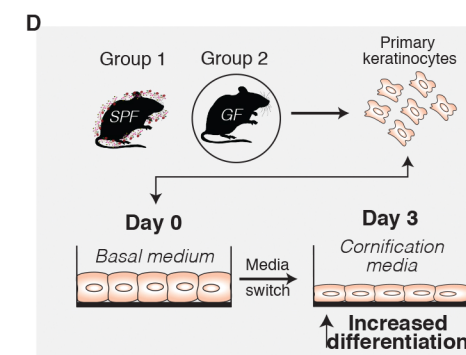 D
Group 1
Group 2
Primary
keratinocytes
SPF
GF
Day 0
Basal medium
Media
switch
Day 3
Cornification
media
Increased
differentiation